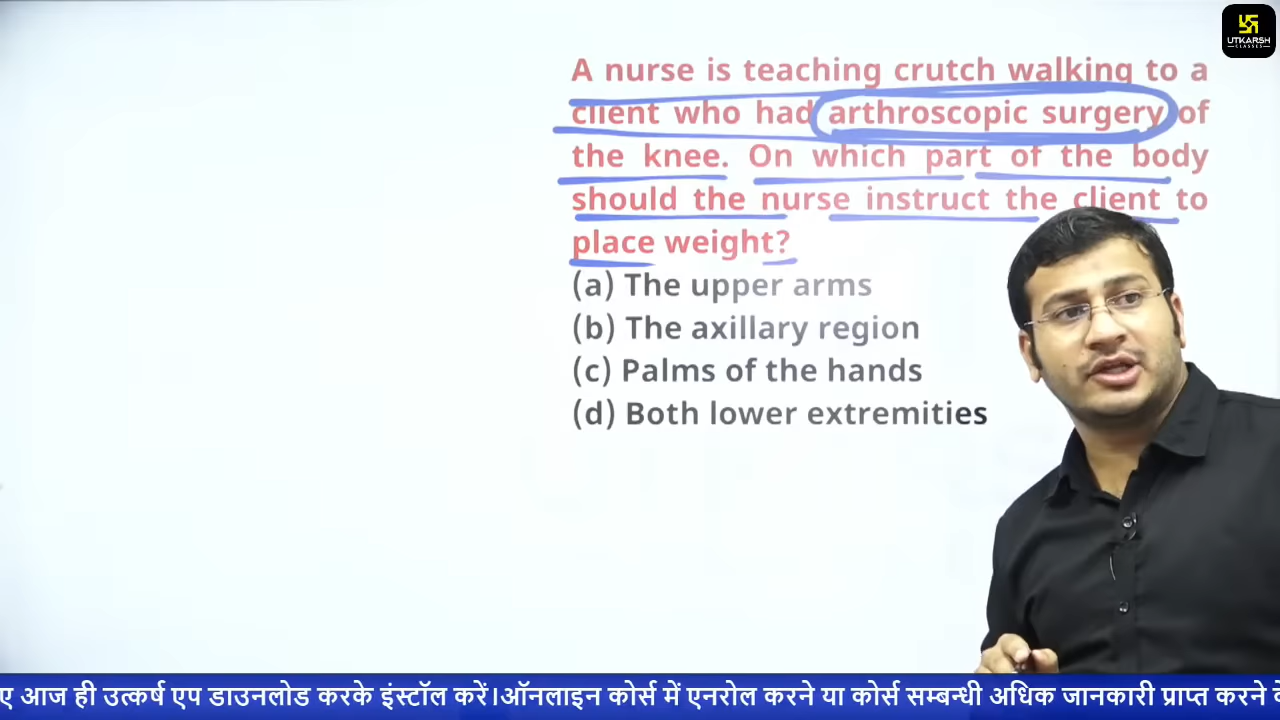 UTKARSH
CLASSES
A nurse is teaching crutch walking to a
client who had arthroscopic surgery of
the knee. On which part of the body
should the nurse instruct the client to
place weight?
(a) The upper arms
(b) The axillary region
(c) Palms of the hands
(d) Both lower extremities
ए आज ही उत्कर्ष एप डाउनलोड करके इंस्टॉल करें।ऑनलाइन कोर्स में एनरोल करने या कोर्स सम्बन्धी अधिक जानकारी प्राप्त करने